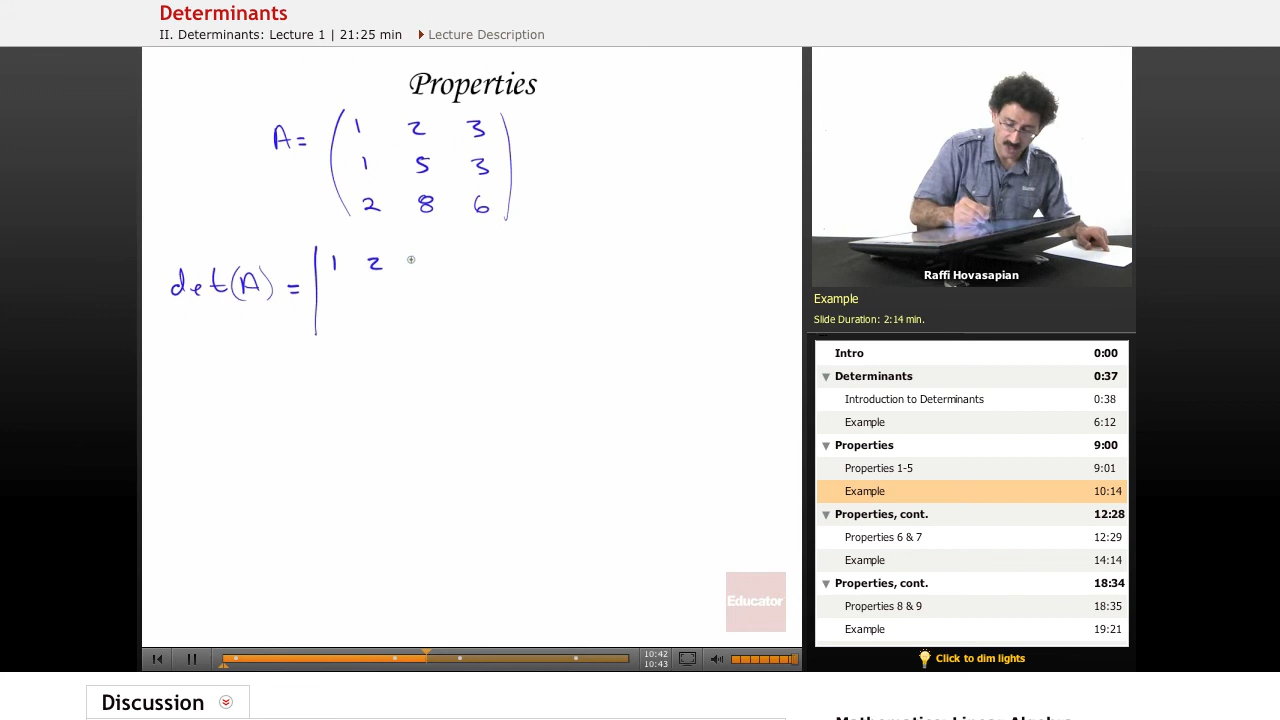 Determinants
II. Determinants: Lecture 1 | 21:25 min Lecture Description
Properties
A= ( 1 2 3
1 5 3
2 8 6 )
det(A) = | 1 2
Educator
Raffi Hovasapian
Example
Slide Duration: 2:14 min.
Intro 0:00
Determinants 0:37
Introduction to Determinants 0:38
Example 6:12
Properties 9:00
Properties 1-5 9:01
Example 10:14
Properties, cont. 12:28
Properties 6 & 7 12:29
Example 14:14
Properties, cont. 18:34
Properties 8 & 9 18:35
Example 19:21
10:42
10:43
Click to dim lights
Discussion
Mathematics: Linear Algebra